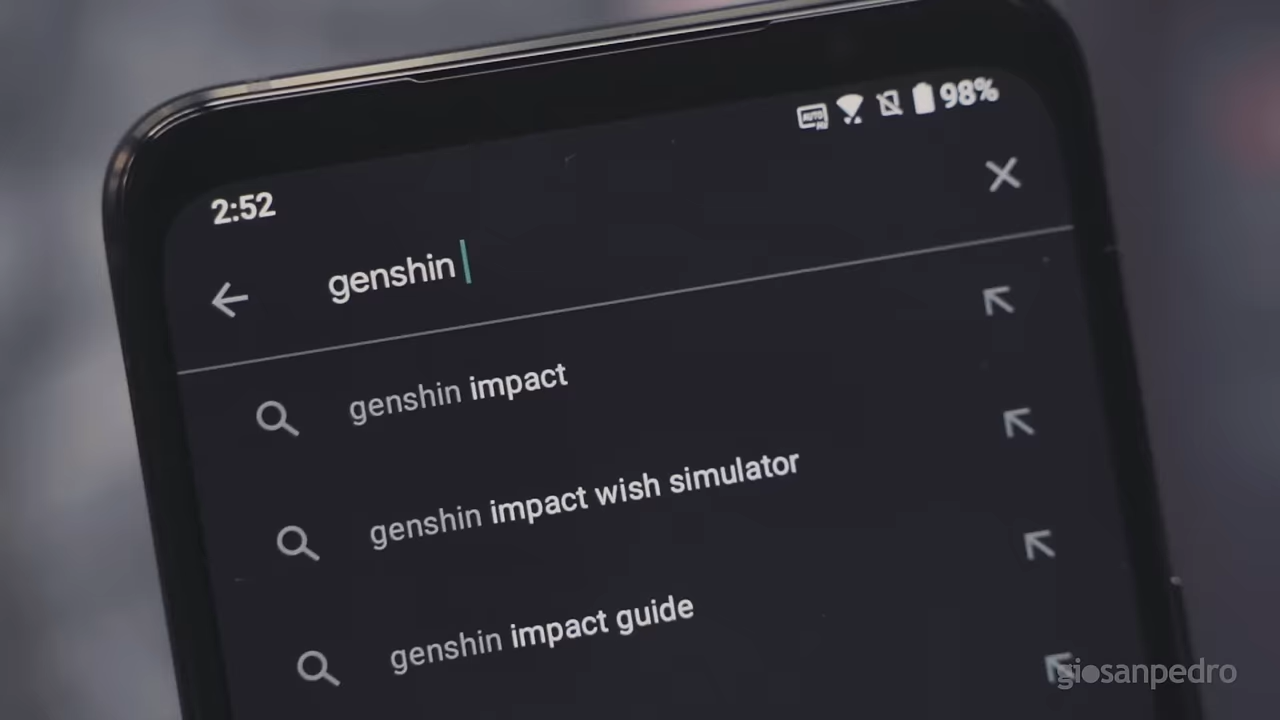 98%
2:52
genshin
genshin impact
genshin impact wish simulator
genshin impact guide
giosanpedro